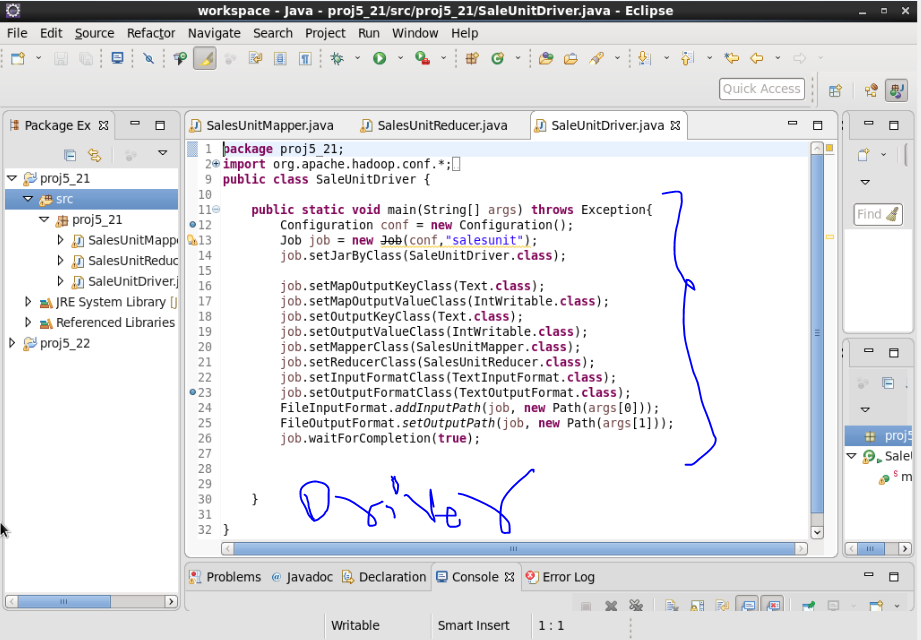 workspace - Java - proj5_21/src/proj5_21/SaleUnitDriver.java - Eclipse
File Edit Source Refactor Navigate Search Project Run Window Help
Quick Access
Package Ex
SalesUnitMapper.java SalesUnitReducer.java SaleUnitDriver.java
proj5_21
src
proj5_21
SalesUnitMapp
SalesUnitReduc
SaleUnitDriver.j
JRE System Library [J
Referenced Libraries
proj5_22
1 package proj5_21;
2 import org.apache.hadoop.conf.*;
9 public class SaleUnitDriver {
10
11 public static void main(String[] args) throws Exception{
12 Configuration conf = new Configuration();
13 Job job = new Job(conf,"salesunit");
14 job.setJarByClass(SaleUnitDriver.class);
15
16 job.setMapOutputKeyClass(Text.class);
17 job.setMapOutputValueClass(IntWritable.class);
18 job.setOutputKeyClass(Text.class);
19 job.setOutputValueClass(IntWritable.class);
20 job.setMapperClass(SalesUnitMapper.class);
21 job.setReducerClass(SalesUnitReducer.class);
22 job.setInputFormatClass(TextInputFormat.class);
23 job.setOutputFormatClass(TextOutputFormat.class);
24 FileInputFormat.addInputPath(job, new Path(args[0]));
25 FileOutputFormat.setOutputPath(job, new Path(args[1]));
26 job.waitForCompletion(true);
27
28
29
30 }
31
32 }
Driver
Find
proj5
SaleU
m
Problems Javadoc Declaration Console Error Log
Writable Smart Insert 1 : 1